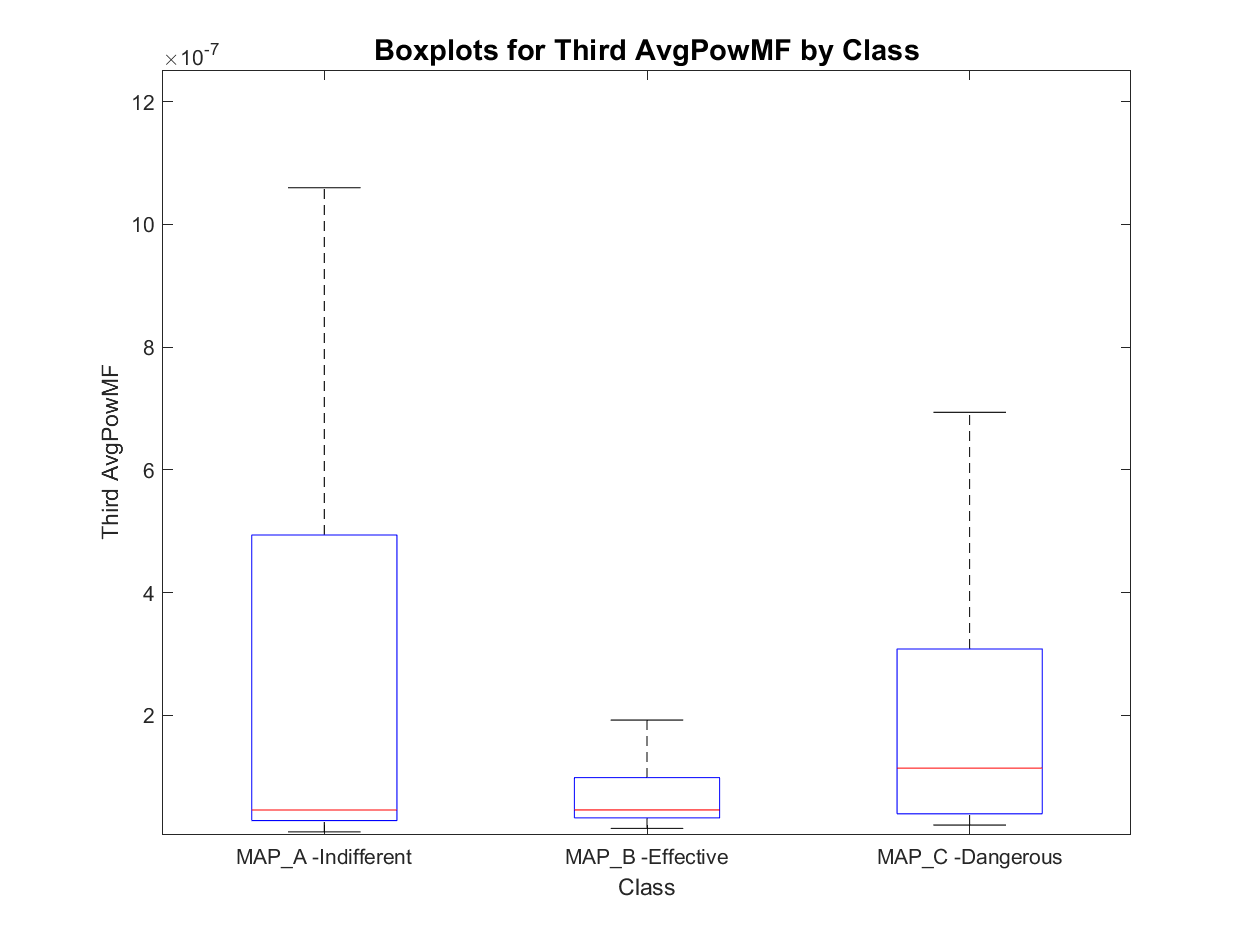 Boxplots for Third AvgPowMF by Class
×10-7
12
10
8
6
4
2
Third AvgPowMF
MAP_A -Indifferent
MAP_B -Effective
MAP_C -Dangerous
Class